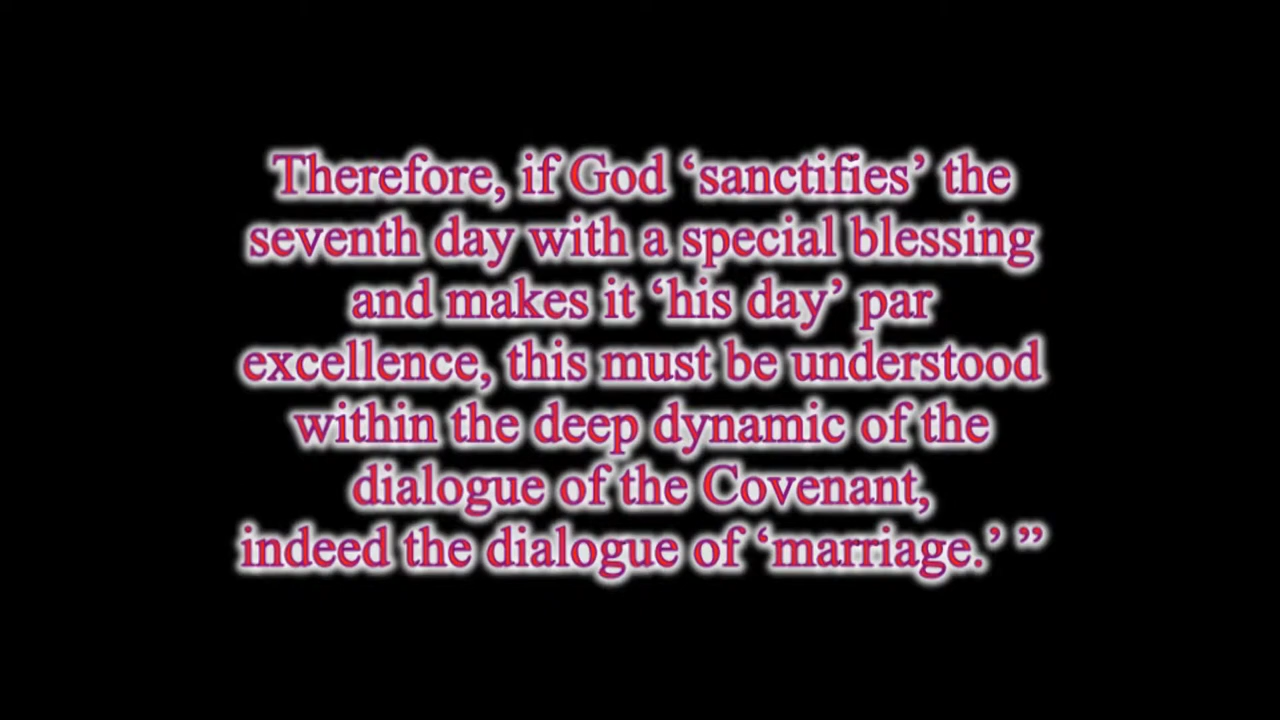 Therefore, if God ‘sanctifies’ the
seventh day with a special blessing
and makes it ‘his day’ par
excellence, this must be understood
within the deep dynamic of the
dialogue of the Covenant,
indeed the dialogue of ‘marriage.’ ”